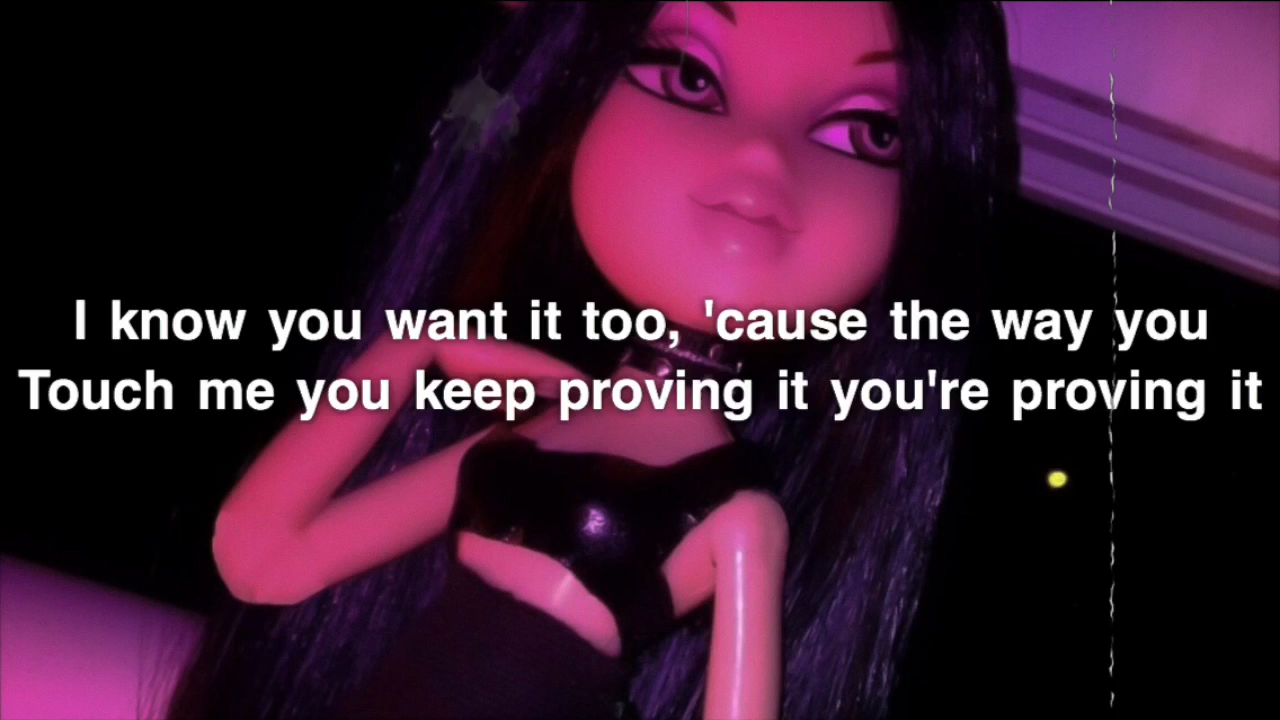 I know you want it too, 'cause the way you
Touch me you keep proving it you're proving it